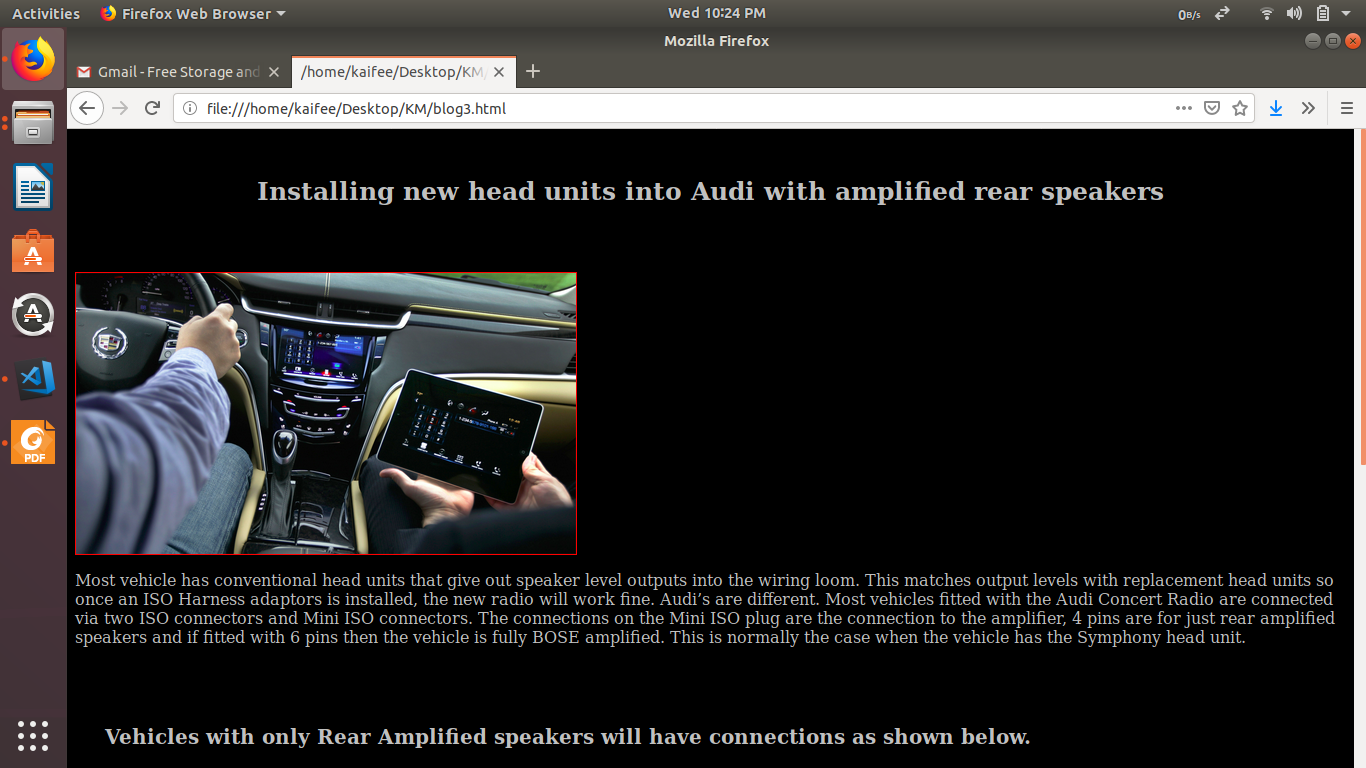 Activities Firefox Web Browser Wed 10:24 PM 0B/s
Mozilla Firefox
Gmail - Free Storage and /home/kaifee/Desktop/KM/
file:///home/kaifee/Desktop/KM/blog3.html
Installing new head units into Audi with amplified rear speakers
Most vehicle has conventional head units that give out speaker level outputs into the wiring loom. This matches output levels with replacement head units so
once an ISO Harness adaptors is installed, the new radio will work fine. Audi’s are different. Most vehicles fitted with the Audi Concert Radio are connected
via two ISO connectors and Mini ISO connectors. The connections on the Mini ISO plug are the connection to the amplifier, 4 pins are for just rear amplified
speakers and if fitted with 6 pins then the vehicle is fully BOSE amplified. This is normally the case when the vehicle has the Symphony head unit.
PDF
Vehicles with only Rear Amplified speakers will have connections as shown below.